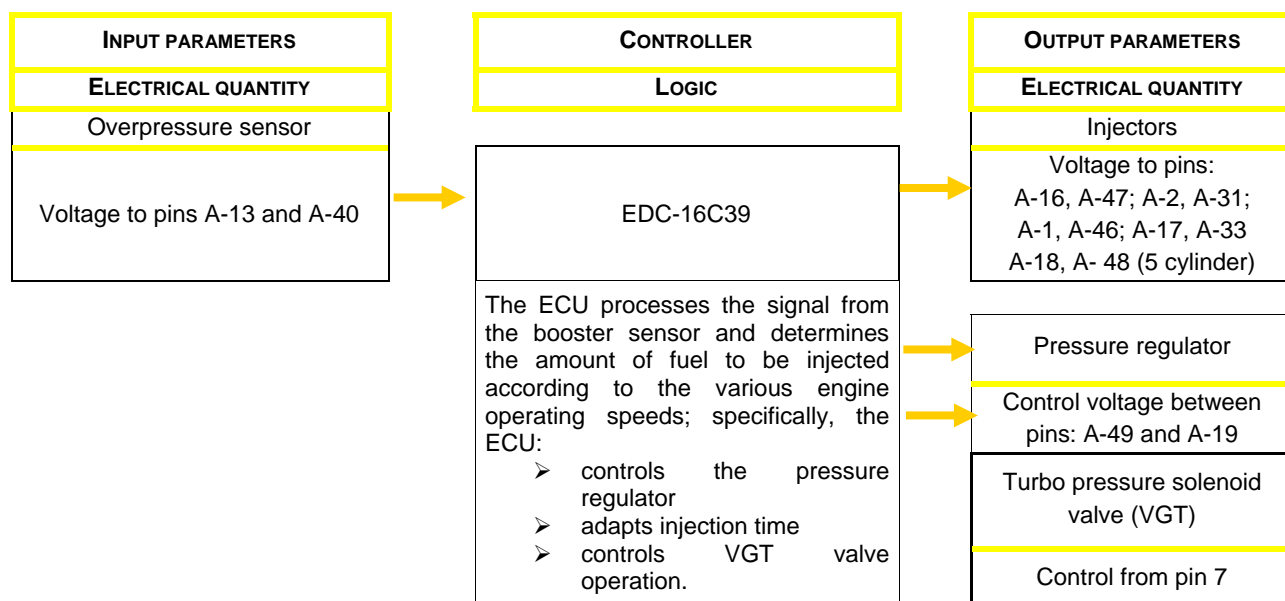 INPUT PARAMETERS
ELECTRICAL QUANTITY
Overpressure sensor
Voltage to pins A-13 and A-40
CONTROLLER
LOGIC
EDC-16C39
The ECU processes the signal from
the booster sensor and determines
the amount of fuel to be injected
according to the various engine
operating speeds; specifically, the
ECU:
➢ controls the pressure
regulator
➢ adapts injection time
➢ controls VGT valve
operation.
OUTPUT PARAMETERS
ELECTRICAL QUANTITY
Injectors
Voltage to pins:
A-16, A-47; A-2, A-31;
A-1, A-46; A-17, A-33
A-18, A- 48 (5 cylinder)
Pressure regulator
Control voltage between
pins: A-49 and A-19
Turbo pressure solenoid
valve (VGT)
Control from pin 7